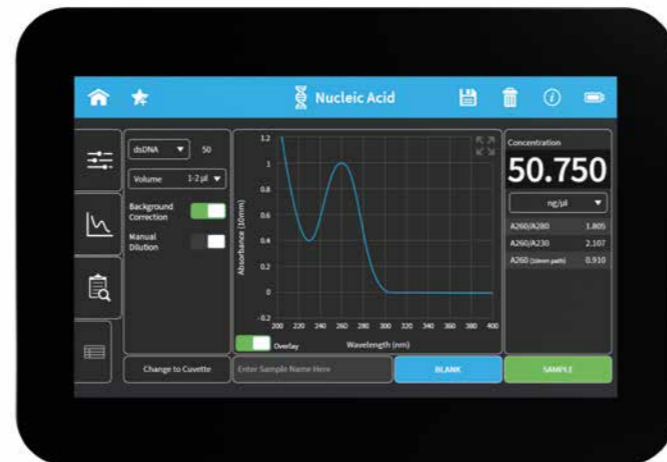 Nucleic Acid
dsDNA 50
Volume 1-2 µl
Background
Correction
Manual
Dilution
Absorbance (10mm)
1.2
1
0.8
0.6
0.4
0.2
0
-0.2
200 220 240 260 280 300 320 340 360 380 400
Overlay
Wavelength (nm)
Concentration
50.750
ng/µl
A260/A280 1.805
A260/A230 2.107
A260 (10mm path) 0.910
Change to Cuvette
Enter Sample Name Here
BLANK
SAMPLE